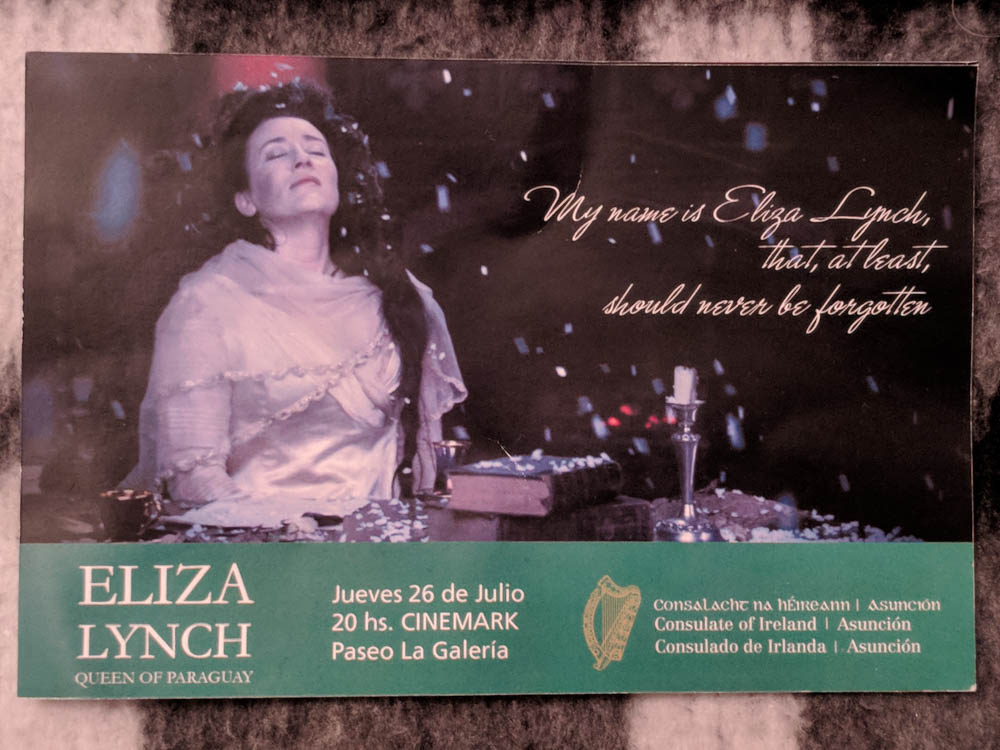 My name is Eliza Lynch,
that, at least,
should never be forgotten
ELIZA
LYNCH
QUEEN OF PARAGUAY
Jueves 26 de Julio
20 hs. CINEMARK
Paseo La Galería
Consalacht na hÉireann | Asunción
Consulate of Ireland | Asunción
Consulado de Irlanda | Asunción